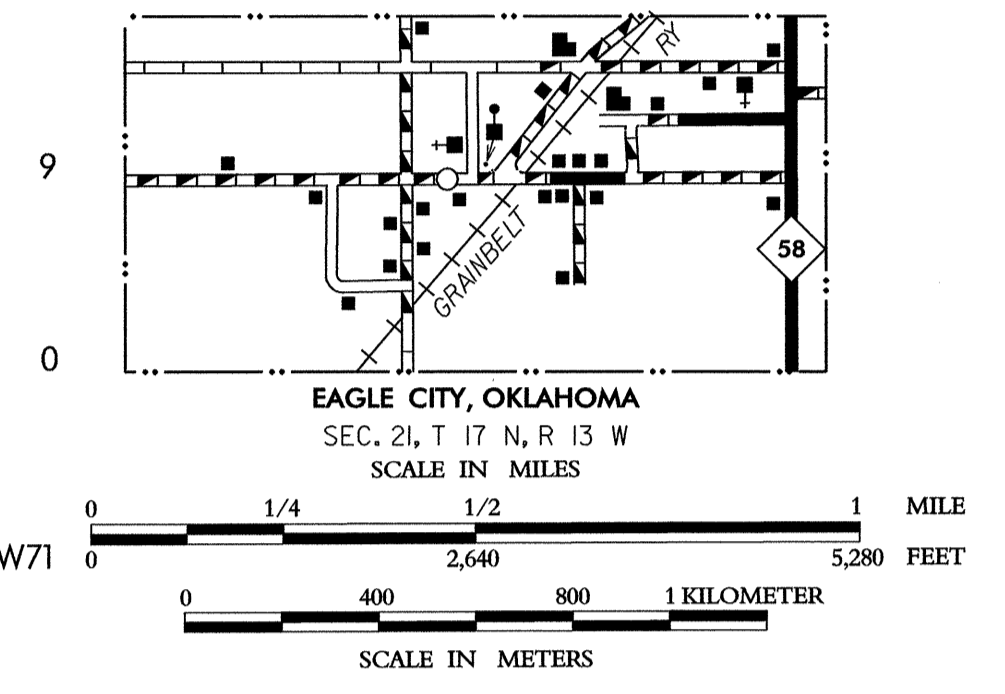 RY
9
58
GRAINBELT
0
EAGLE CITY, OKLAHOMA
SEC. 21, T 17 N, R 13 W
SCALE IN MILES
0 1/4 1/2 1 MILE
W71 0 2,640 5,280 FEET
0 400 800 1 KILOMETER
SCALE IN METERS